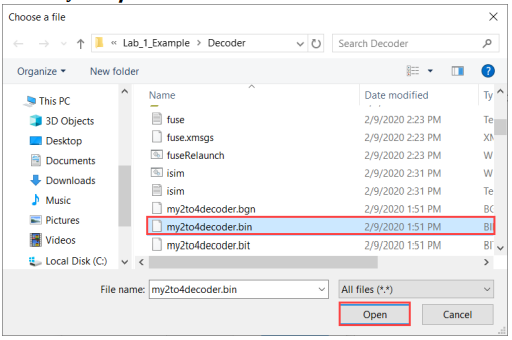 Choose a file
« Lab_1_Example > Decoder
Search Decoder
Organize
New folder
?
This PC
3D Objects
Desktop
Documents
Downloads
Music
Pictures
Videos
Local Disk (C:)
Name Date modified Ty
fuse 2/9/2020 2:23 PM Te
fuse.xmsgs 2/9/2020 2:23 PM XN
fuseRelaunch 2/9/2020 2:23 PM W
isim 2/9/2020 2:31 PM W
isim 2/9/2020 2:31 PM Te
my2to4decoder.bgn 2/9/2020 1:51 PM BG
my2to4decoder.bin 2/9/2020 1:51 PM BI
my2to4decoder.bit 2/9/2020 1:51 PM BI
File name: my2to4decoder.bin
All files (*.*)
Open
Cancel